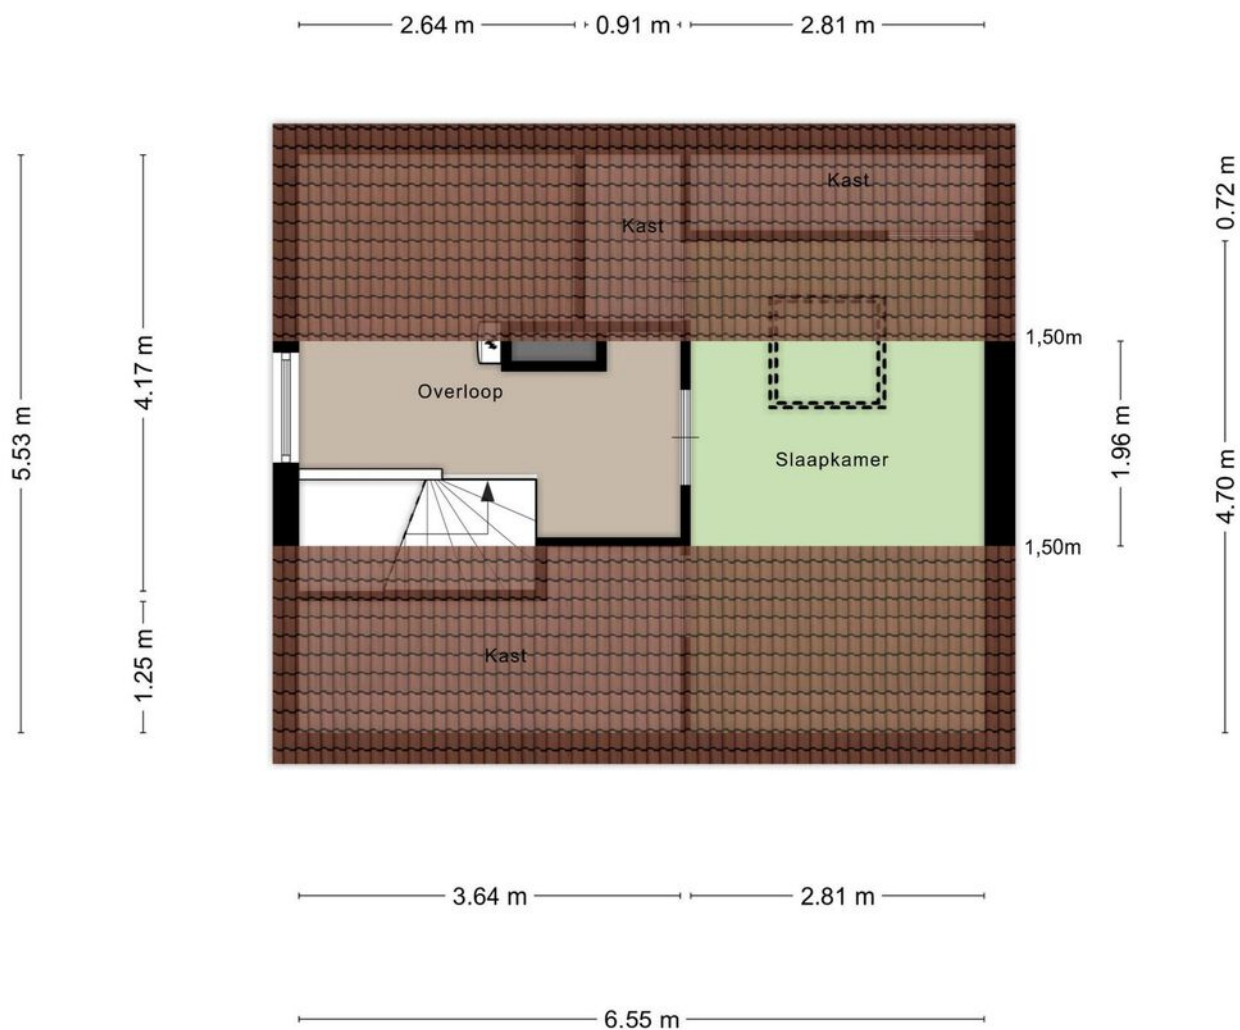 2.64 m
0.91 m
2.81 m
Kast
Kast
0.72 m
1,50m
4.17 m
Overloop
5.53 m
1.96 m
Slaapkamer
4.70 m
1,50m
Kast
1.25 m
3.64 m
2.81 m
6.55 m